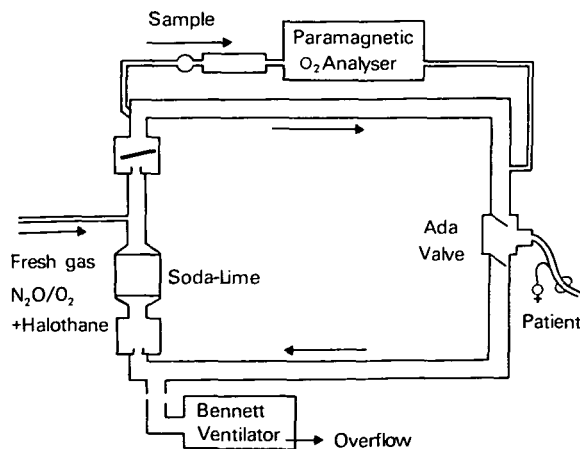 Sample
Paramagnetic
O₂ Analyser
Ada
Valve
Fresh gas
N₂O/O₂
+Halothane
Soda-Lime
Patient
Bennett
Ventilator
Overflow